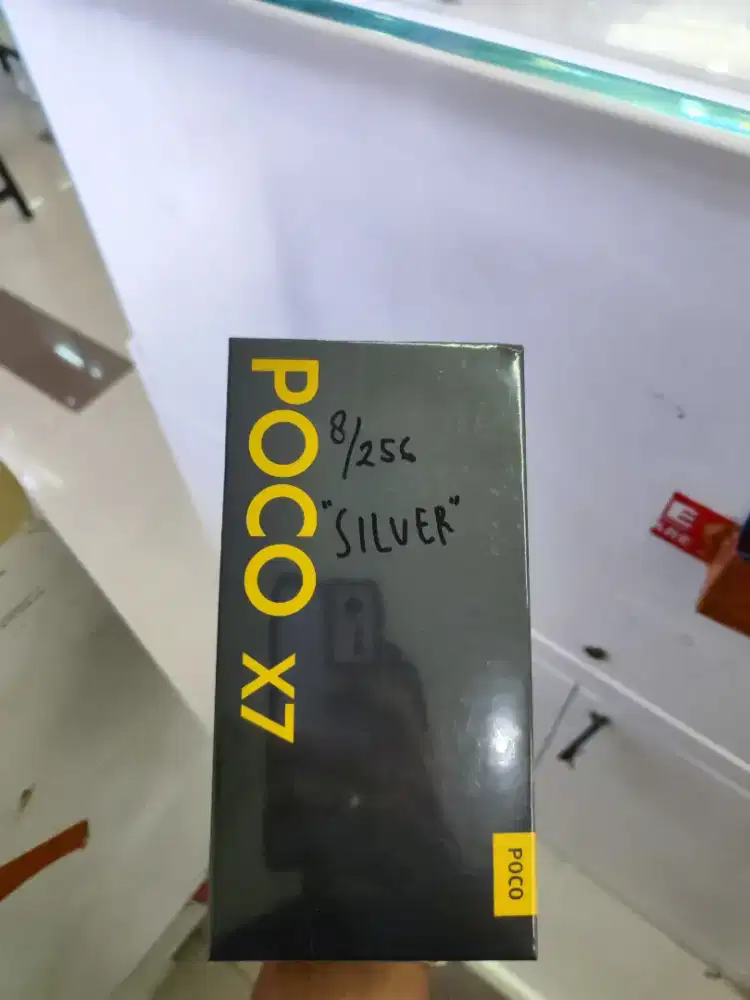 POCO X7
8/256
"SILVER"
POCO